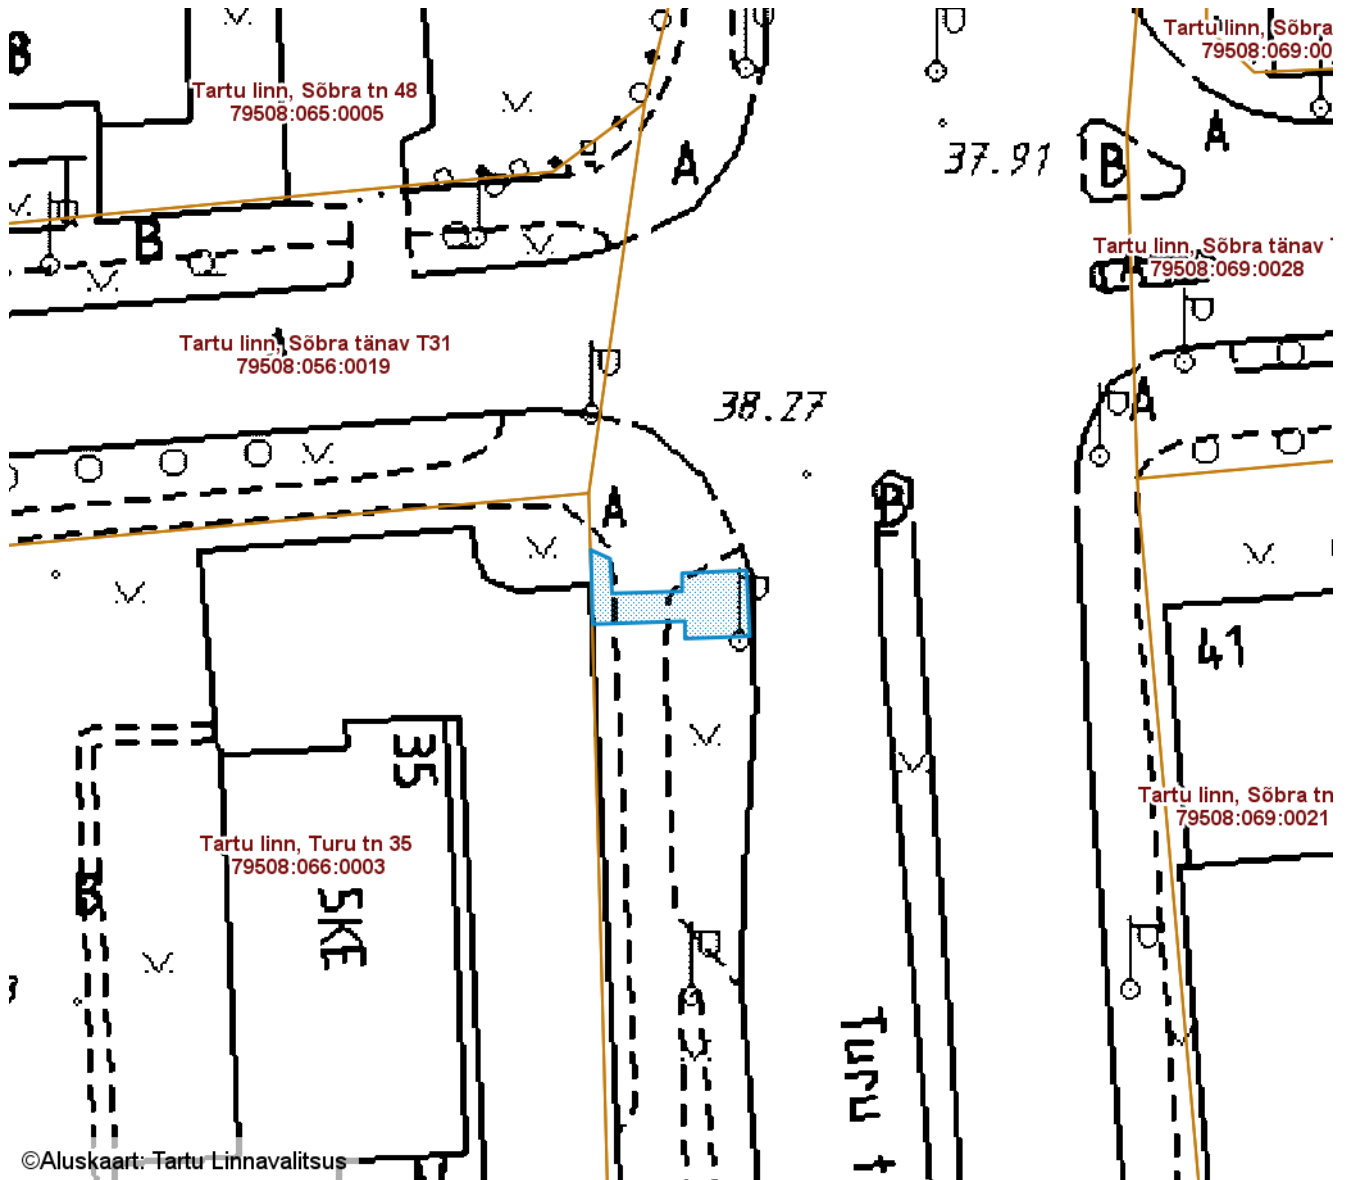 B
Tartu linn, Sõbra tn 48
79508:065:0005
Tartu linn, Sõbra
79508:069:00
A
A
37.91
B
B
Tartu linn, Sõbra tänav
79508:069:0028
Tartu linn, Sõbra tänav T31
79508:056:0019
38.27
A
A
B
41
35
Tartu linn, Sõbra tn
79508:069:0021
Tartu linn, Turu tn 35
79508:066:0003
B
SKE
Turu t
©Aluskaart: Tartu Linnavalitsus